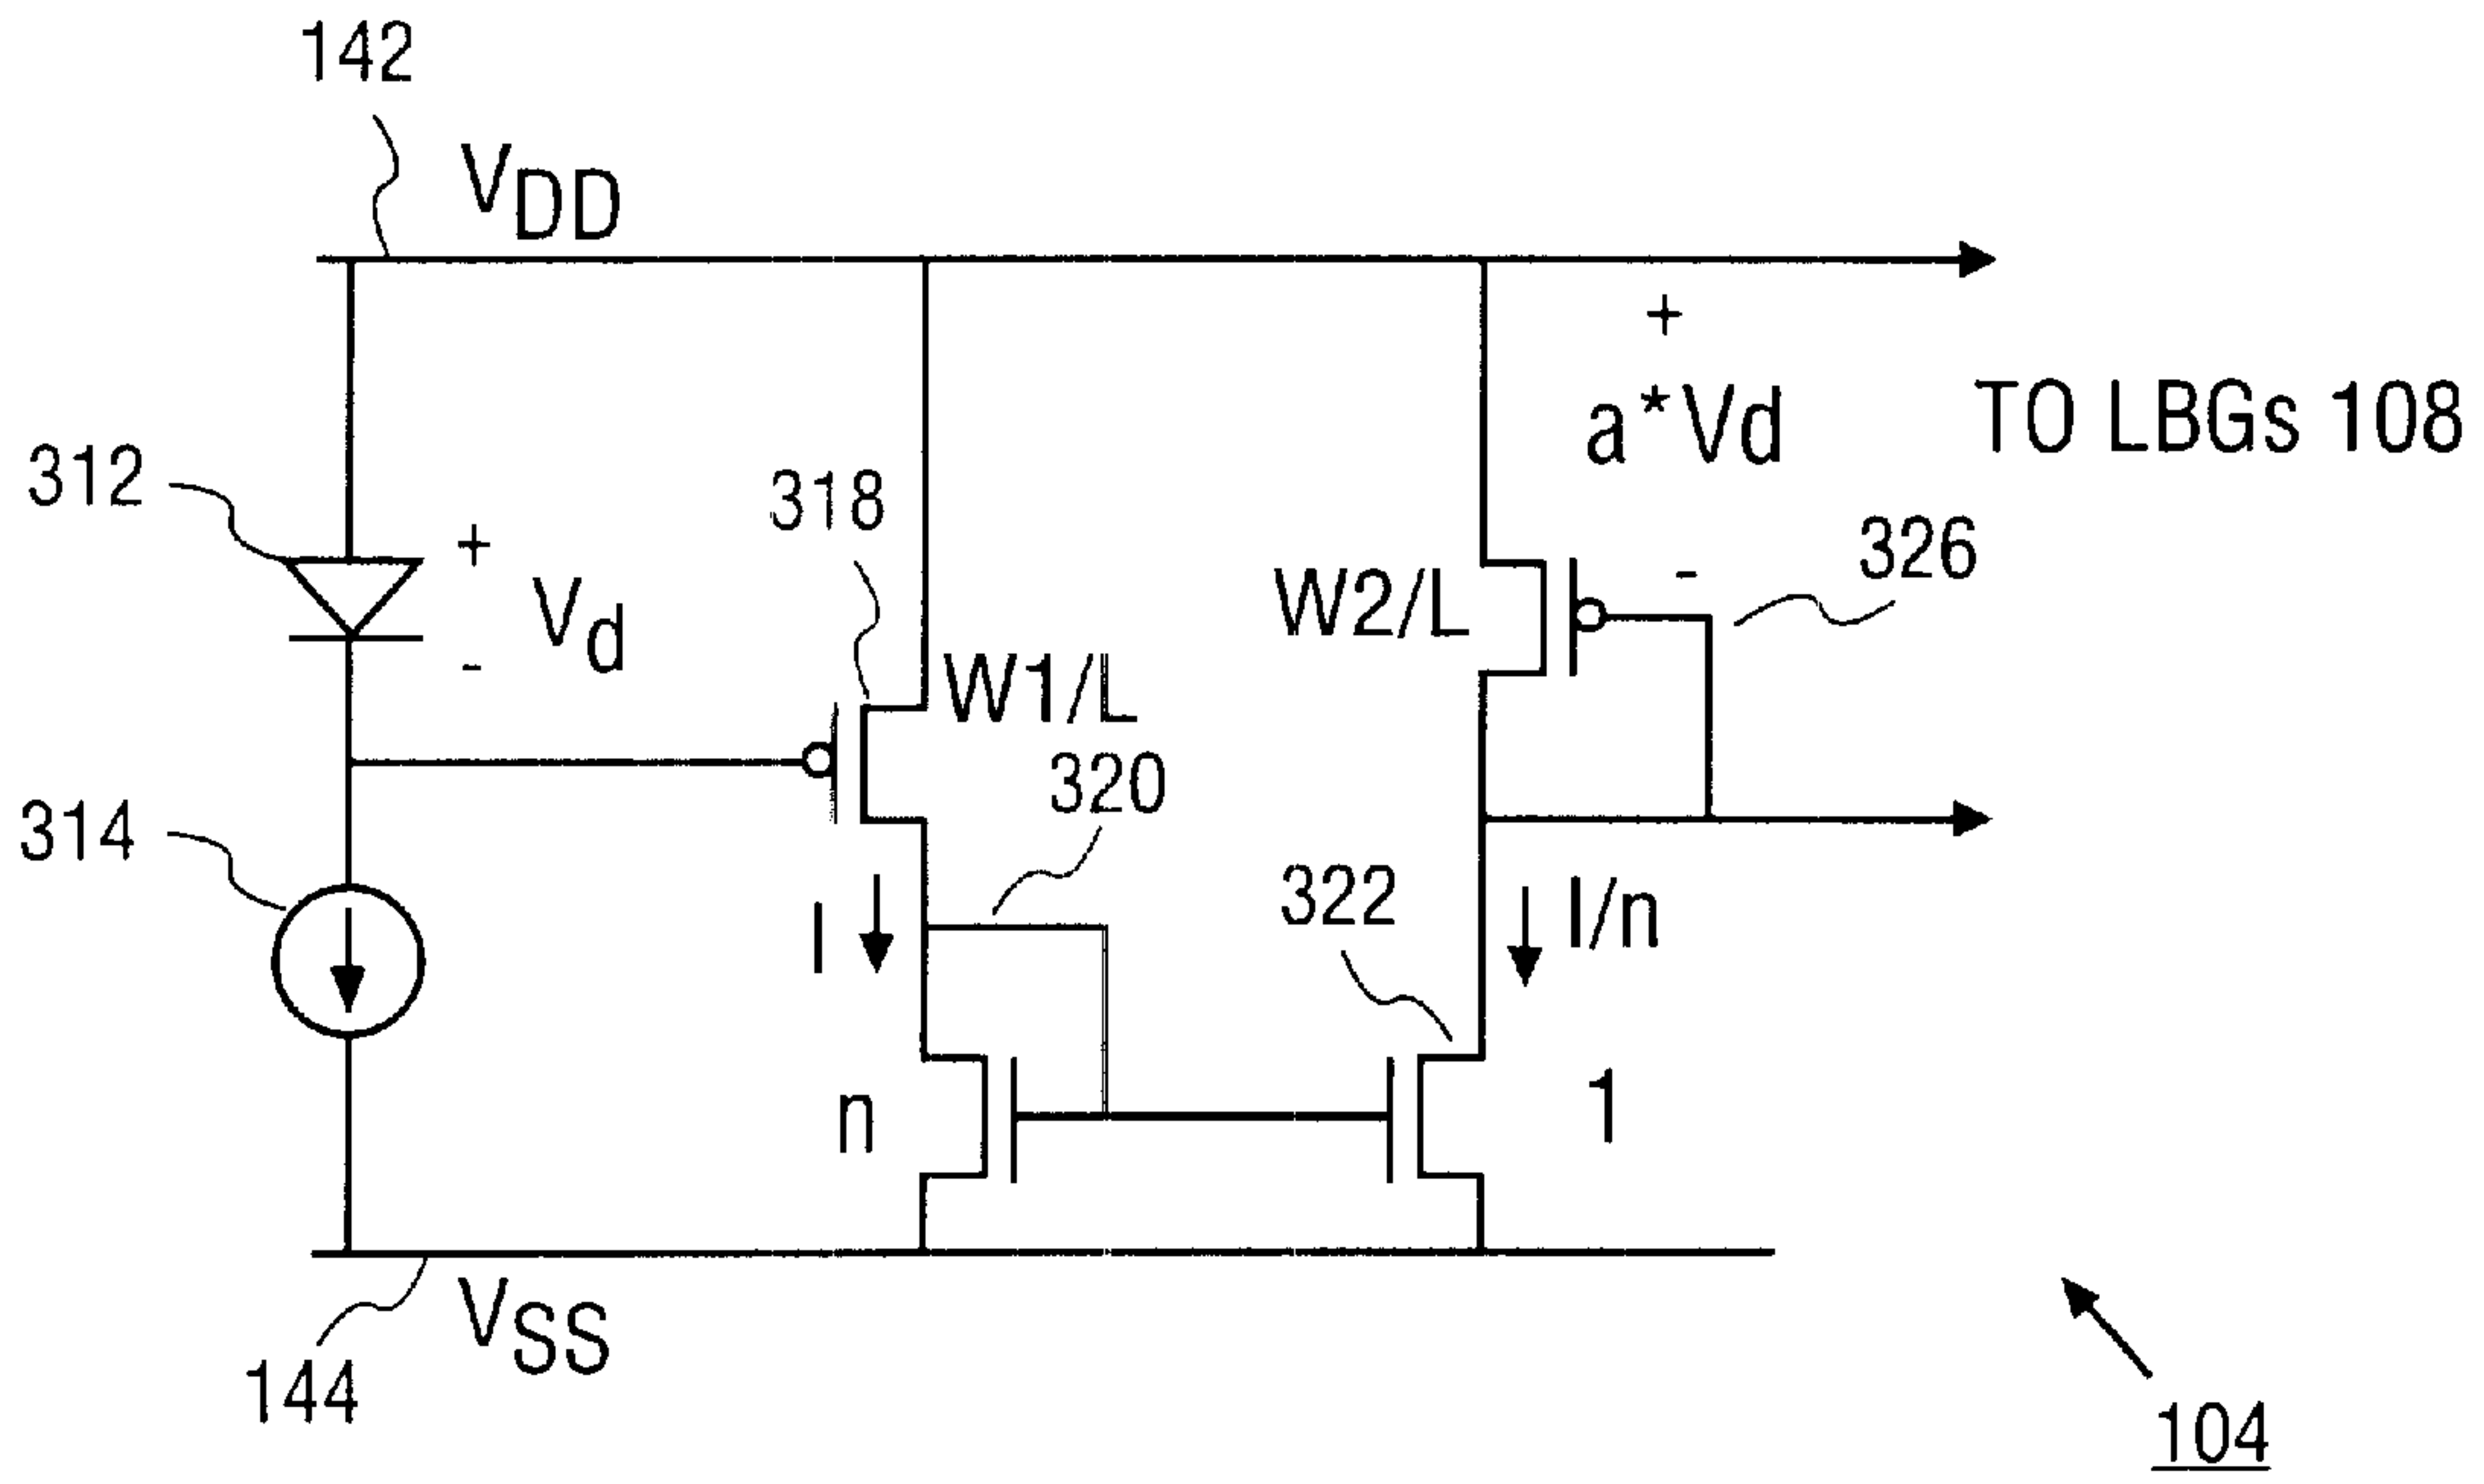 142
VDD
+
a*Vd
TO LBGs 108
312
+
Vd
-
318
W1/L
W2/L
-
326
314
320
I
322
I/n
n
1
VSS
144
104